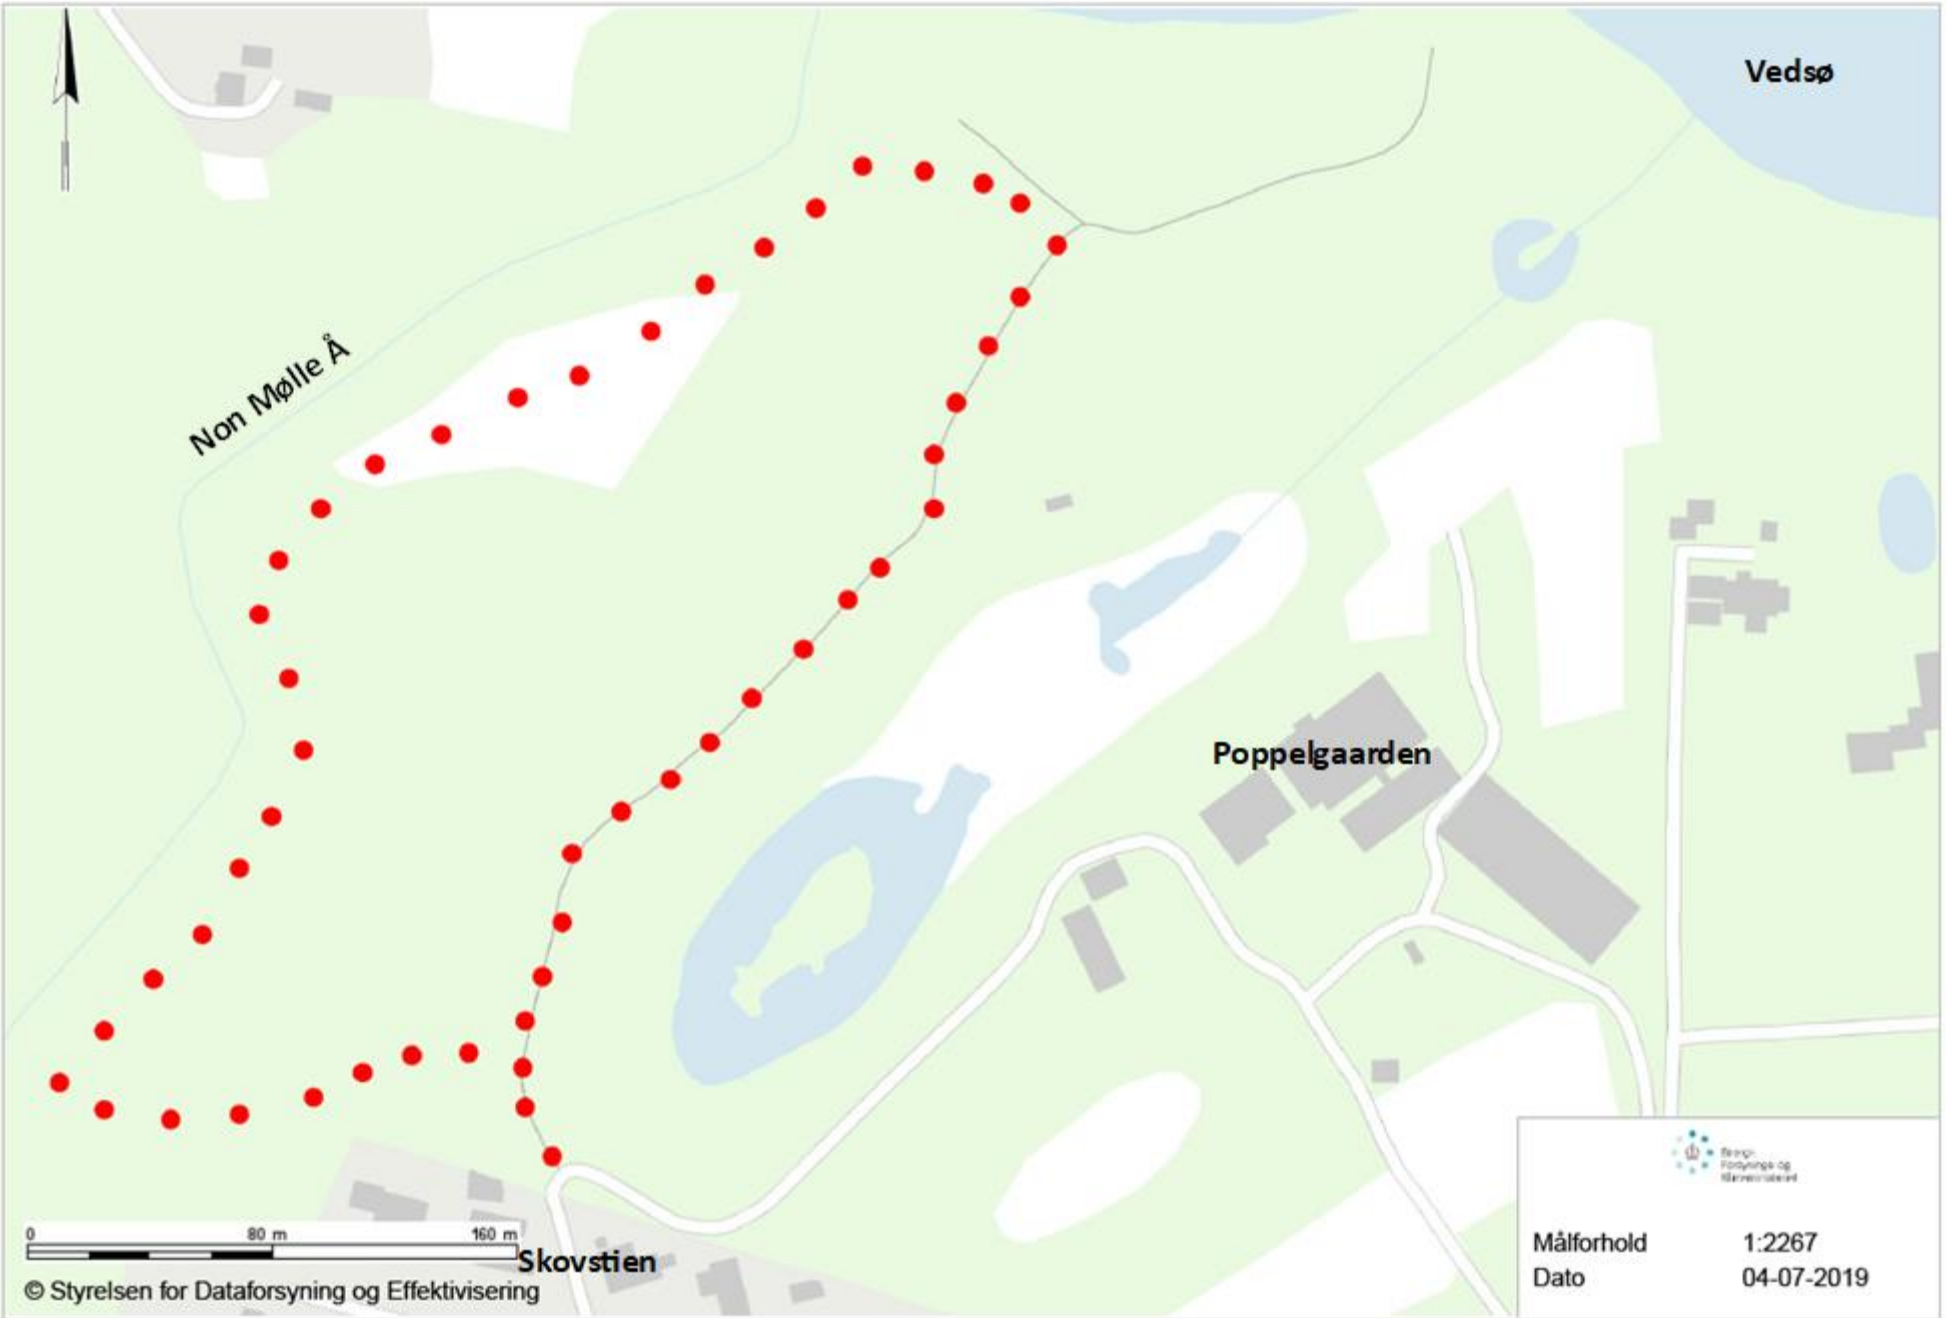 Vedsø
Non Mølle Å
Poppelgaarden
Målforhold 1:2267
Dato 04-07-2019
0 80 m 160 m
Skovstien
© Styrelsen for Dataforsyning og Effektivisering